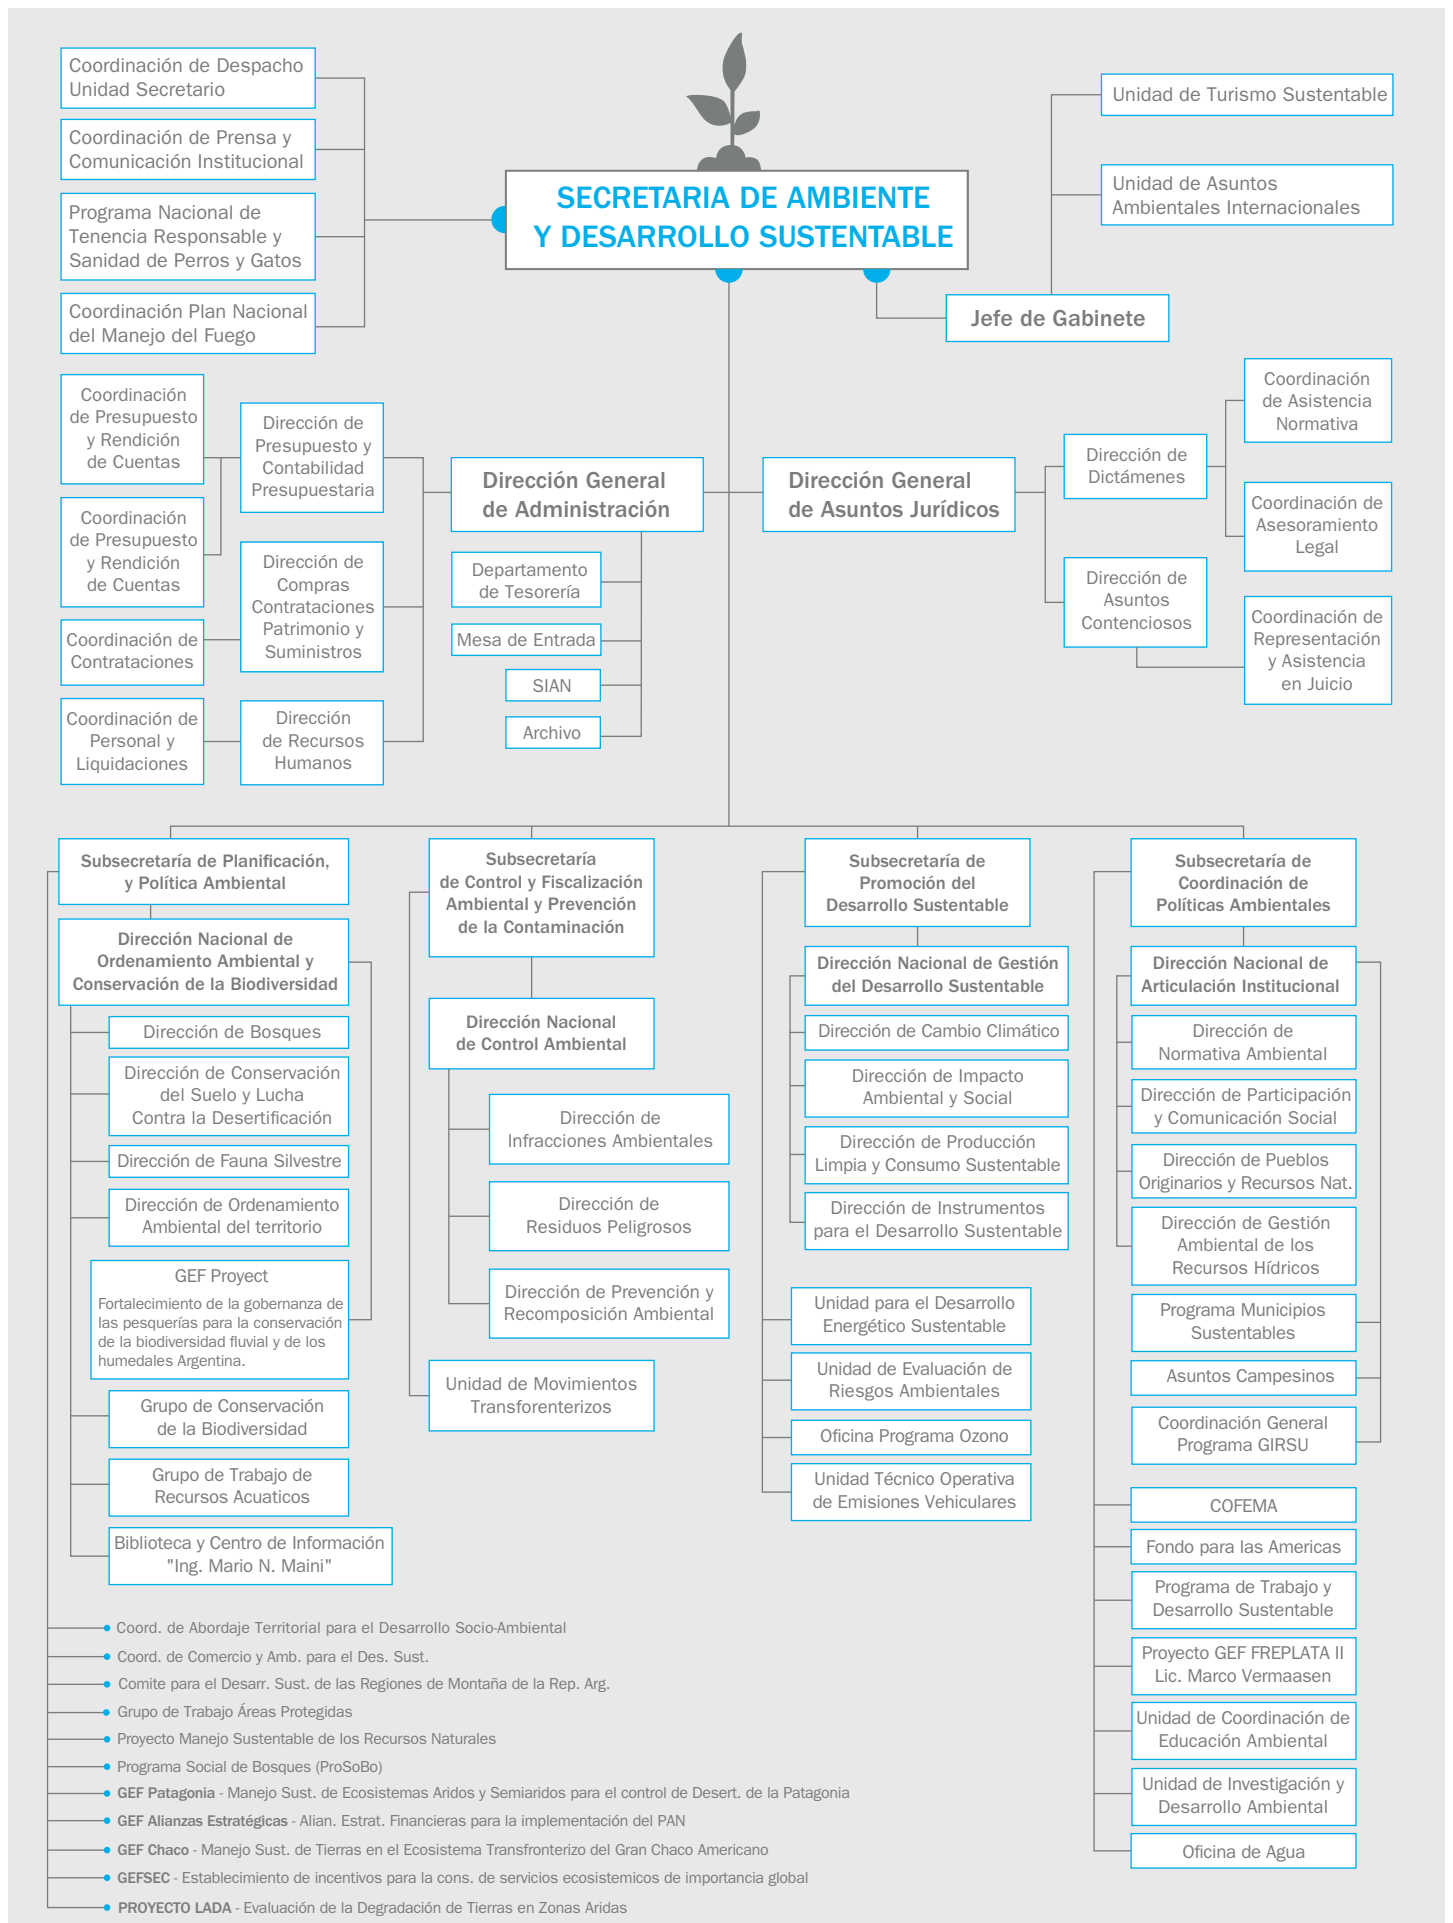 Coordinación de Despacho
Unidad Secretario
Coordinación de Prensa y
Comunicación Institucional
Programa Nacional de
Tenencia Responsable y
Sanidad de Perros y Gatos
Coordinación Plan Nacional
del Manejo del Fuego
SECRETARIA DE AMBIENTE
Y DESARROLLO SUSTENTABLE
Unidad de Turismo Sustentable
Unidad de Asuntos
Ambientales Internacionales
Jefe de Gabinete
Coordinación
de Presupuesto
y Rendición
de Cuentas
Coordinación
de Presupuesto
y Rendición
de Cuentas
Coordinación de
Contrataciones
Coordinación de
Personal y
Liquidaciones
Dirección de
Presupuesto y
Contabilidad
Presupuestaria
Dirección de
Compras
Contrataciones
Patrimonio y
Suministros
Dirección
de Recursos
Humanos
Dirección General
de Administración
Departamento
de Tesorería
Mesa de Entrada
SIAN
Archivo
Dirección General
de Asuntos Jurídicos
Dirección de
Dictámenes
Dirección de
Asuntos
Contenciosos
Coordinación
de Asistencia
Normativa
Coordinación de
Asesoramiento
Legal
Coordinación de
Representación
y Asistencia
en Juicio
Subsecretaría de Planificación,
y Política Ambiental
Dirección Nacional de
Ordenamiento Ambiental y
Conservación de la Biodiversidad
Dirección de Bosques
Dirección de Conservación
del Suelo y Lucha
Contra la Desertificación
Dirección de Fauna Silvestre
Dirección de Ordenamiento
Ambiental del territorio
GEF Proyect
Fortalecimiento de la gobernanza de
las pesquerías para la conservación
de la biodiversidad fluvial y de los
humedales Argentina.
Grupo de Conservación
de la Biodiversidad
Grupo de Trabajo de
Recursos Acuaticos
Biblioteca y Centro de Información
"Ing. Mario N. Maini"
Subsecretaría
de Control y Fiscalización
Ambiental y Prevención
de la Contaminación
Dirección Nacional
de Control Ambiental
Dirección de
Infracciones Ambientales
Dirección de
Residuos Peligrosos
Dirección de Prevención y
Recomposición Ambiental
Unidad de Movimientos
Transforenterizos
Subsecretaría de
Promoción del
Desarrollo Sustentable
Dirección Nacional de Gestión
del Desarrollo Sustentable
Dirección de Cambio Climático
Dirección de Impacto
Ambiental y Social
Dirección de Producción
Limpia y Consumo Sustentable
Dirección de Instrumentos
para el Desarrollo Sustentable
Unidad para el Desarrollo
Energético Sustentable
Unidad de Evaluación de
Riesgos Ambientales
Oficina Programa Ozono
Unidad Técnico Operativa
de Emisiones Vehiculares
Subsecretaría de
Coordinación de
Políticas Ambientales
Dirección Nacional de
Articulación Institucional
Dirección de
Normativa Ambiental
Dirección de Participación
y Comunicación Social
Dirección de Pueblos
Originarios y Recursos Nat.
Dirección de Gestión
Ambiental de los
Recursos Hídricos
Programa Municipios
Sustentables
Asuntos Campesinos
Coordinación General
Programa GIRSU
COFEMA
Fondo para las Americas
Programa de Trabajo y
Desarrollo Sustentable
Proyecto GEF FREPLATA II
Lic. Marco Vermaasen
Unidad de Coordinación de
Educación Ambiental
Unidad de Investigación y
Desarrollo Ambiental
Oficina de Agua
Coord. de Abordaje Territorial para el Desarrollo Socio-Ambiental
Coord. de Comercio y Amb. para el Des. Sust.
Comite para el Desarr. Sust. de las Regiones de Montaña de la Rep. Arg.
Grupo de Trabajo Áreas Protegidas
Proyecto Manejo Sustentable de los Recursos Naturales
Programa Social de Bosques (ProSoBo)
GEF Patagonia - Manejo Sust. de Ecosistemas Aridos y Semiaridos para el control de Desert. de la Patagonia
GEF Alianzas Estratégicas - Alian. Estrat. Financieras para la implementación del PAN
GEF Chaco - Manejo Sust. de Tierras en el Ecosistema Transfronterizo del Gran Chaco Americano
GEFSEC - Establecimiento de incentivos para la cons. de servicios ecosistemicos de importancia global
PROYECTO LADA - Evaluación de la Degradación de Tierras en Zonas Aridas